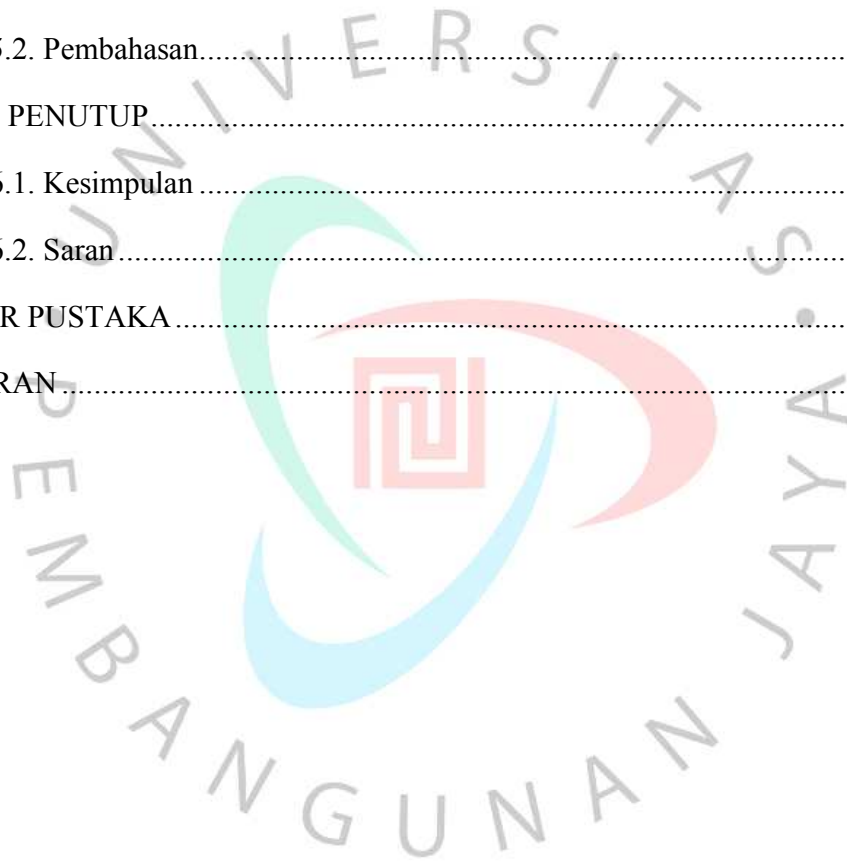 5.2. Pembahasan....................................................................................
PENUTUP..........................................................................................
6.1. Kesimpulan ....................................................................................
6.2. Saran..............................................................................................
R PUSTAKA .......................................................................................
RAN ..................................................................................................
UNIVERSITAS • PEMBANGUNAN JAYA •